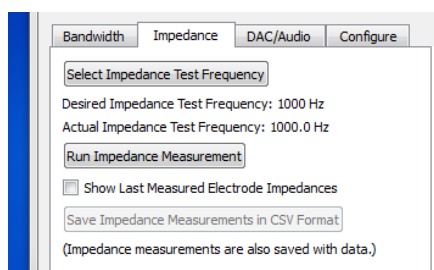 Bandwidth Impedance DAC/Audio Configure
Select Impedance Test Frequency
Desired Impedance Test Frequency: 1000 Hz
Actual Impedance Test Frequency: 1000.0 Hz
Run Impedance Measurement
Show Last Measured Electrode Impedances
Save Impedance Measurements in CSV Format
(Impedance measurements are also saved with data.)